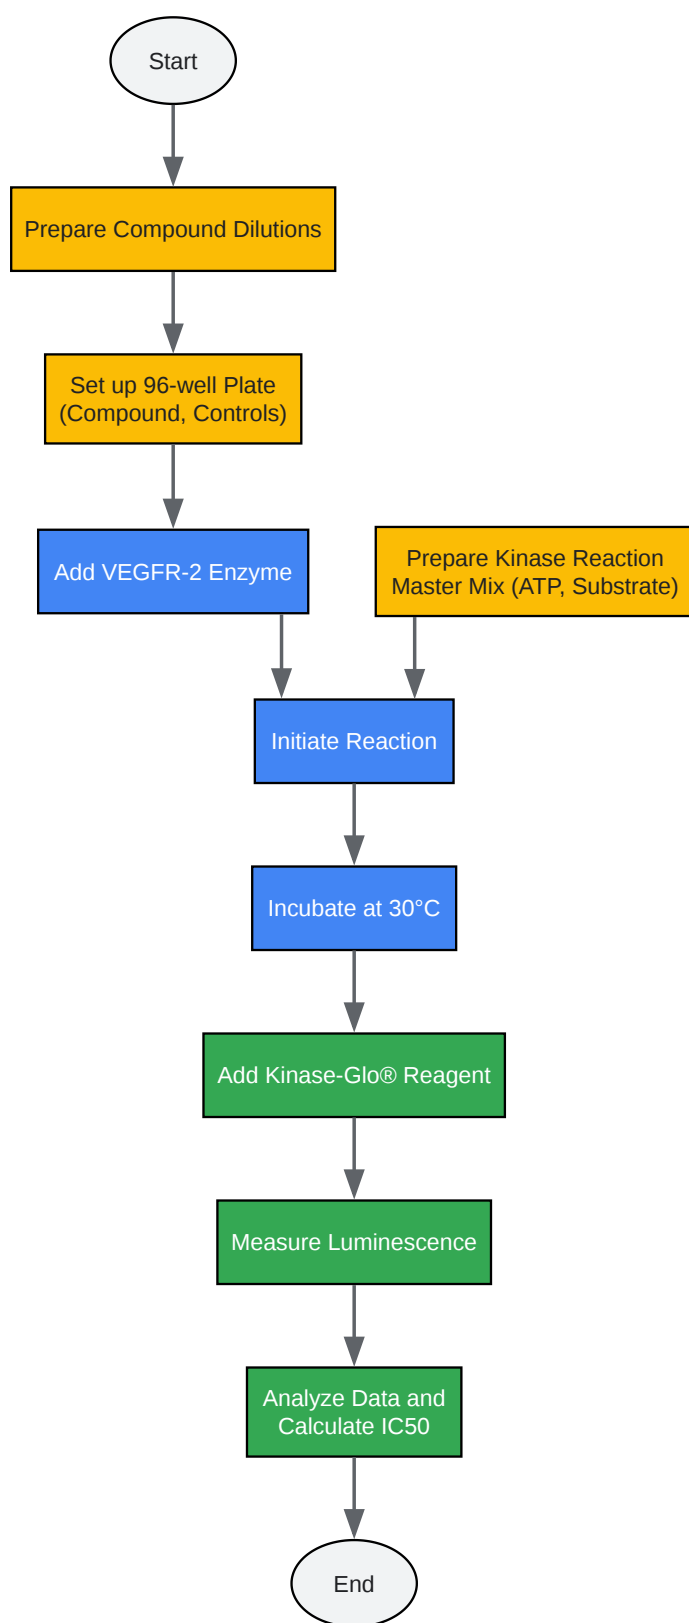 Start
Prepare Compound Dilutions
Set up 96-well Plate
(Compound, Controls)
Add VEGFR-2 Enzyme
Prepare Kinase Reaction
Master Mix (ATP, Substrate)
Initiate Reaction
Incubate at 30°C
Add Kinase-Glo® Reagent
Measure Luminescence
Analyze Data and
Calculate IC50
End